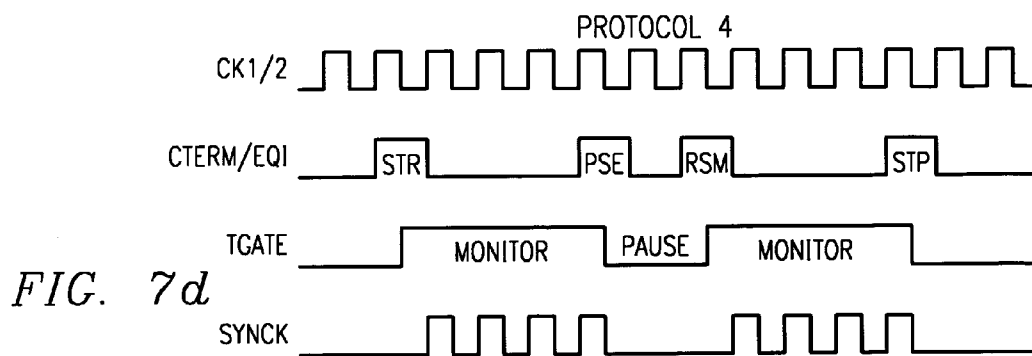 PROTOCOL 4
CK1/2
CTERM/EQI STR PSE RSM STP
TGATE MONITOR PAUSE MONITOR
FIG. 7d
SYNCK